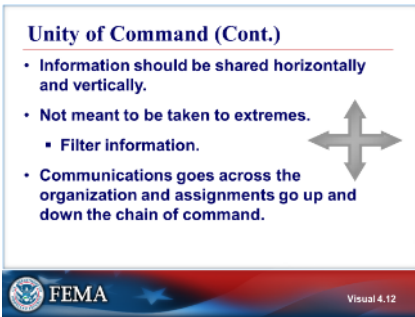 Unity of Command (Cont.)
• Information should be shared horizontally
and vertically.
• Not meant to be taken to extremes.
▪ Filter information.
• Communications goes across the
organization and assignments go up and
down the chain of command.
FEMA
Visual 4.12